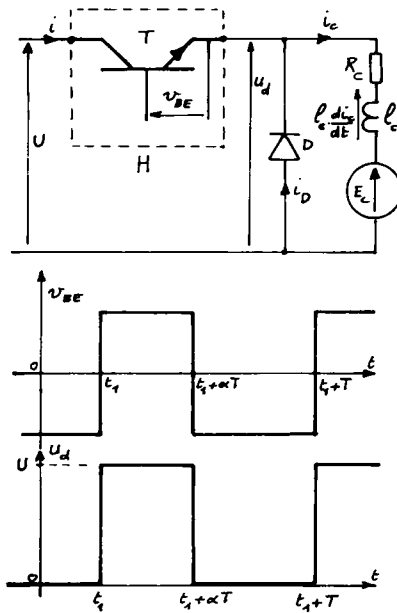 i T i_c
R_C
v_BE u_d
l_c di_c/dt l_c
U D
H i_D E_c
v_BE
0 t
t_1 t_1+αT t_1+T
U u_d
0 t
t_1 t_1+αT t_1+T